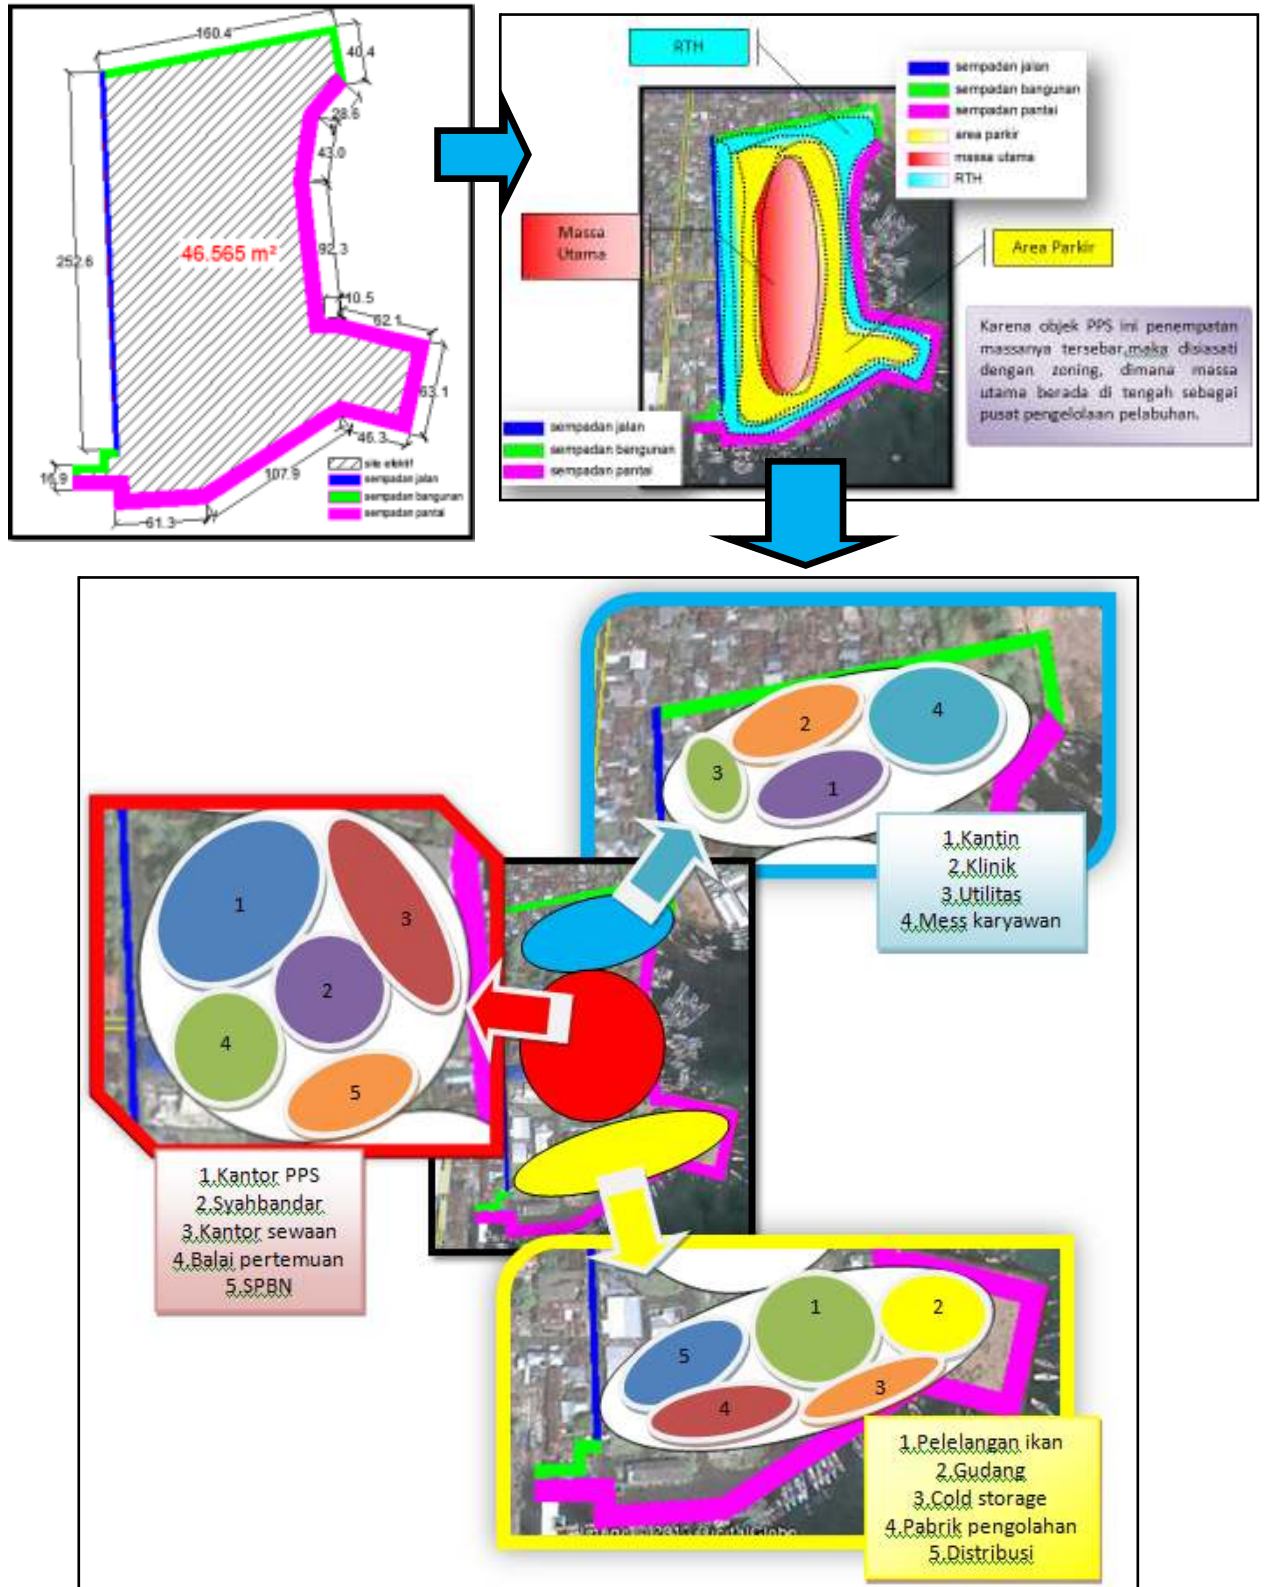 160.4
40.4
28.6
43.0
252.6
46.565 m²
92.3
10.5
62.1
63.1
46.3
107.9
16.9
61.3
site efektif
sempadan jalan
sempadan bangunan
sempadan pantai
RTH
sempadan jalan
sempadan bangunan
sempadan pantai
area parkir
massa utama
RTH
Massa
Utama
Area Parkir
Karena objek PPS ini penempatan
massanya tersebar,maka disiasati
dengan zoning, dimana massa
utama berada di tengah sebagai
pusat pengelolaan pelabuhan.
sempadan jalan
sempadan bangunan
sempadan pantai
4
2
3
1
1.Kantin
2.Klinik
3.Utilitas
4.Mess karyawan
1
3
2
4
5
1.Kantor PPS
2.Syahbandar
3.Kantor sewaan
4.Balai pertemuan
5.SPBN
1
2
5
3
4
1.Pelelangan ikan
2.Gudang
3.Cold storage
4.Pabrik pengolahan
5.Distribusi